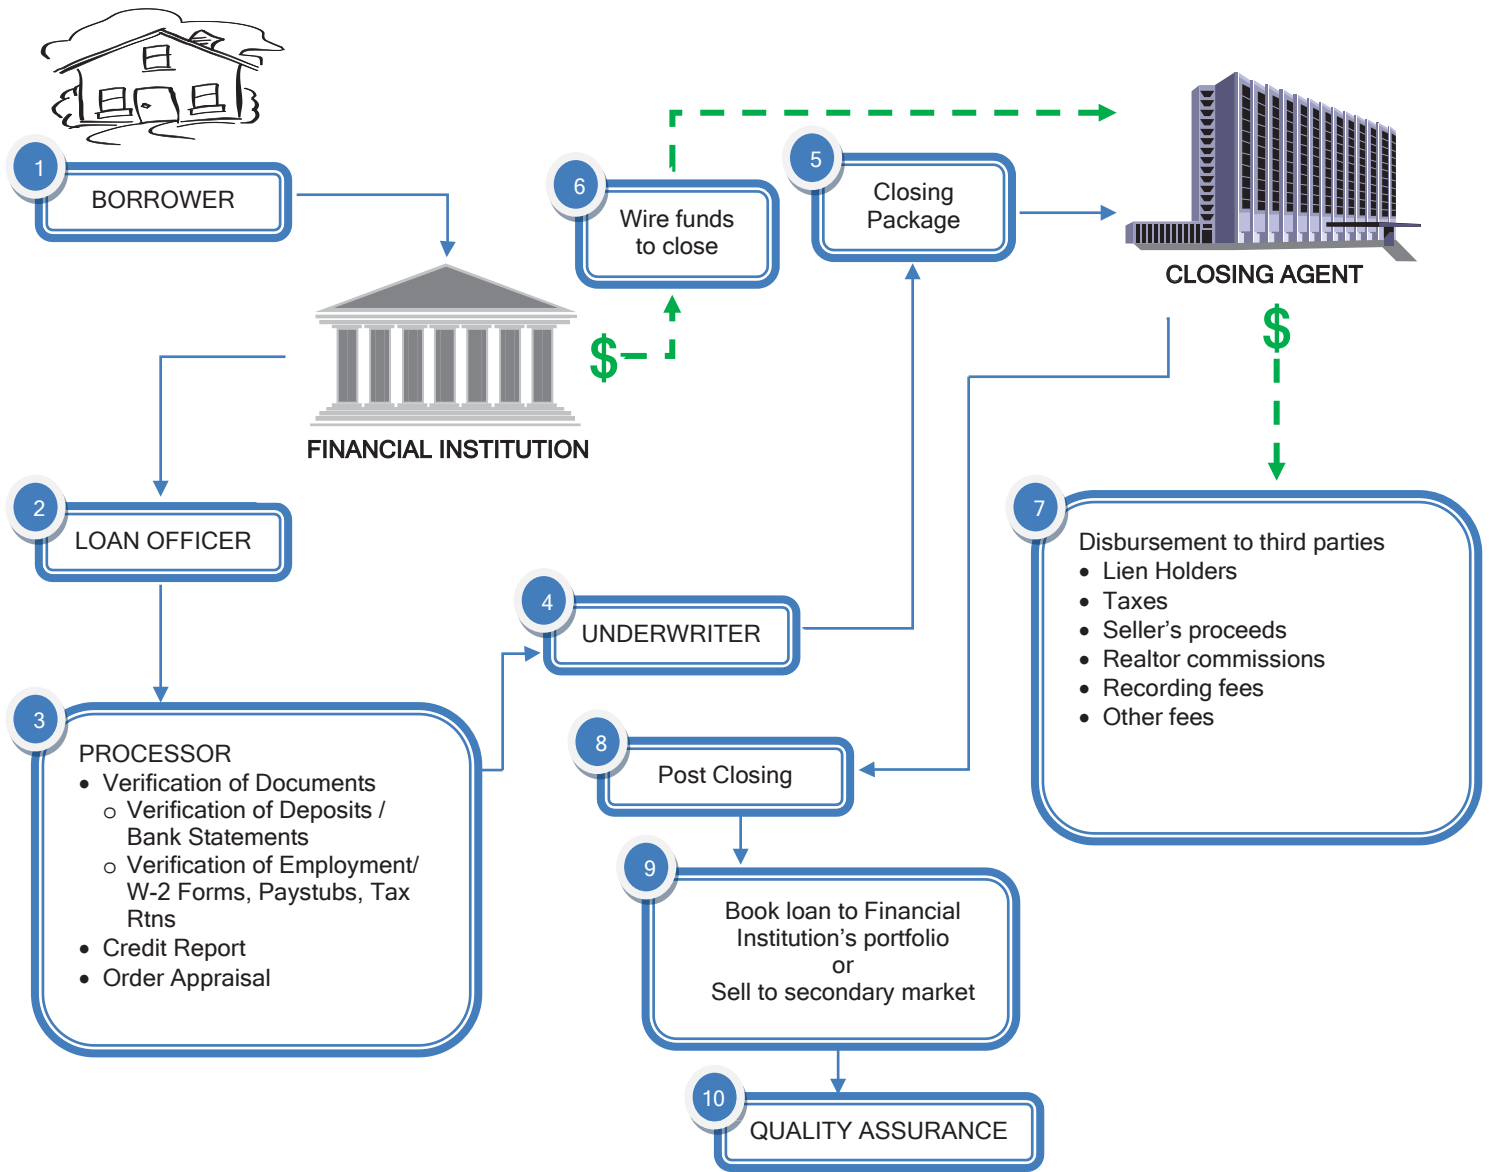 1
BORROWER
FINANCIAL INSTITUTION
$
2
LOAN OFFICER
3
PROCESSOR
• Verification of Documents
o Verification of Deposits /
Bank Statements
o Verification of Employment/
W-2 Forms, Paystubs, Tax
Rtns
• Credit Report
• Order Appraisal
4
UNDERWRITER
5
Closing
Package
6
Wire funds
to close
CLOSING AGENT
$
7
Disbursement to third parties
• Lien Holders
• Taxes
• Seller’s proceeds
• Realtor commissions
• Recording fees
• Other fees
8
Post Closing
9
Book loan to Financial
Institution’s portfolio
or
Sell to secondary market
10
QUALITY ASSURANCE